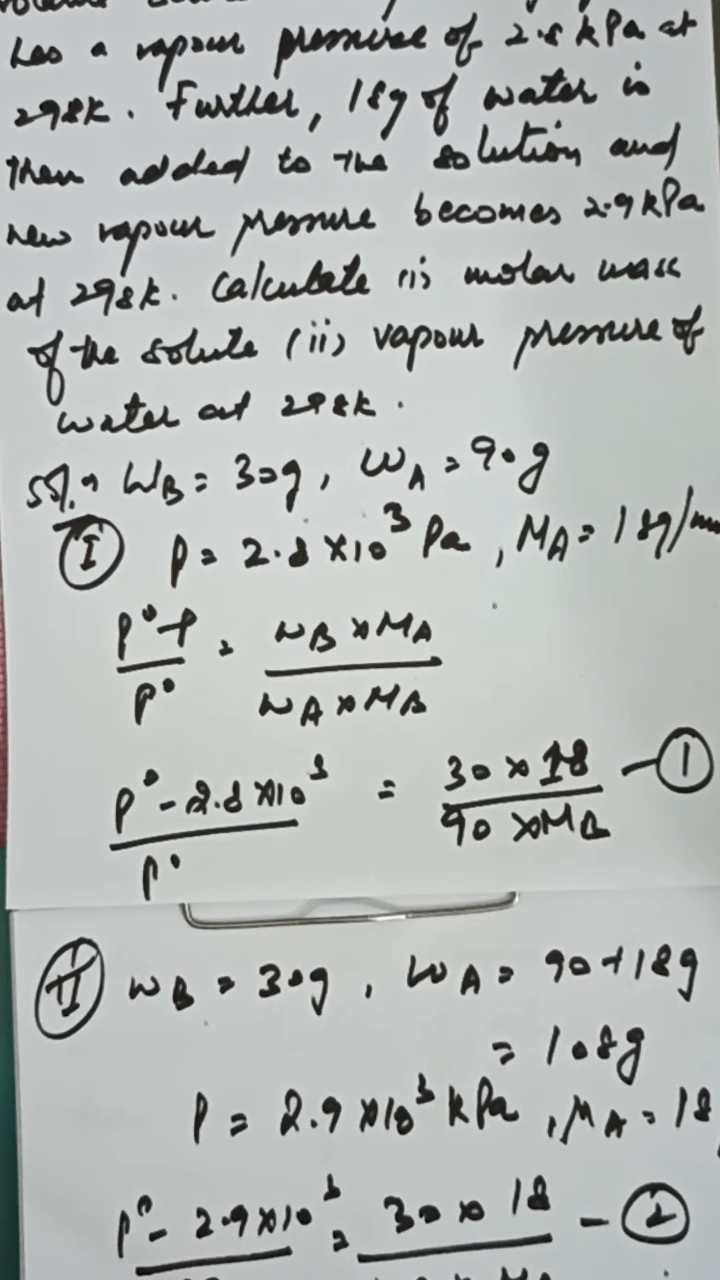 has a vapour pressure of 2.8 kPa at
298K. Further, 18g of water is
then added to the solution and
new vapour pressure becomes 2.9 kPa
at 298K. Calculate (i) molar mass
of the solute (ii) vapour pressure of
water at 298K.
WB = 30g, WA = 90g
I P = 2.8 × 10³ Pa, MA = 18g/
P° - P / P° = WB × MA / WA × MB
P° - 2.8 × 10³ / P° = 30 × 18 / 90 × MB - 1
II WB = 30g, WA = 90 + 18g
= 108g
P = 2.9 × 10³ kPa, MA = 18
P° - 2.9 × 10³ = 30 × 18 - 2